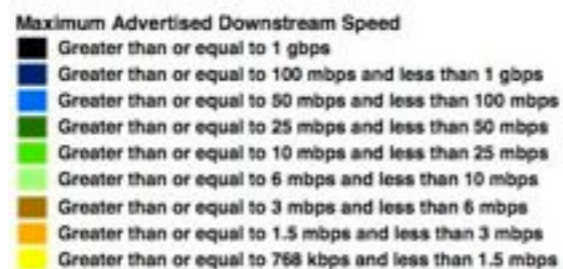 Maximum Advertised Downstream Speed
Greater than or equal to 1 gbps
Greater than or equal to 100 mbps and less than 1 gbps
Greater than or equal to 50 mbps and less than 100 mbps
Greater than or equal to 25 mbps and less than 50 mbps
Greater than or equal to 10 mbps and less than 25 mbps
Greater than or equal to 6 mbps and less than 10 mbps
Greater than or equal to 3 mbps and less than 6 mbps
Greater than or equal to 1.5 mbps and less than 3 mbps
Greater than or equal to 768 kbps and less than 1.5 mbps